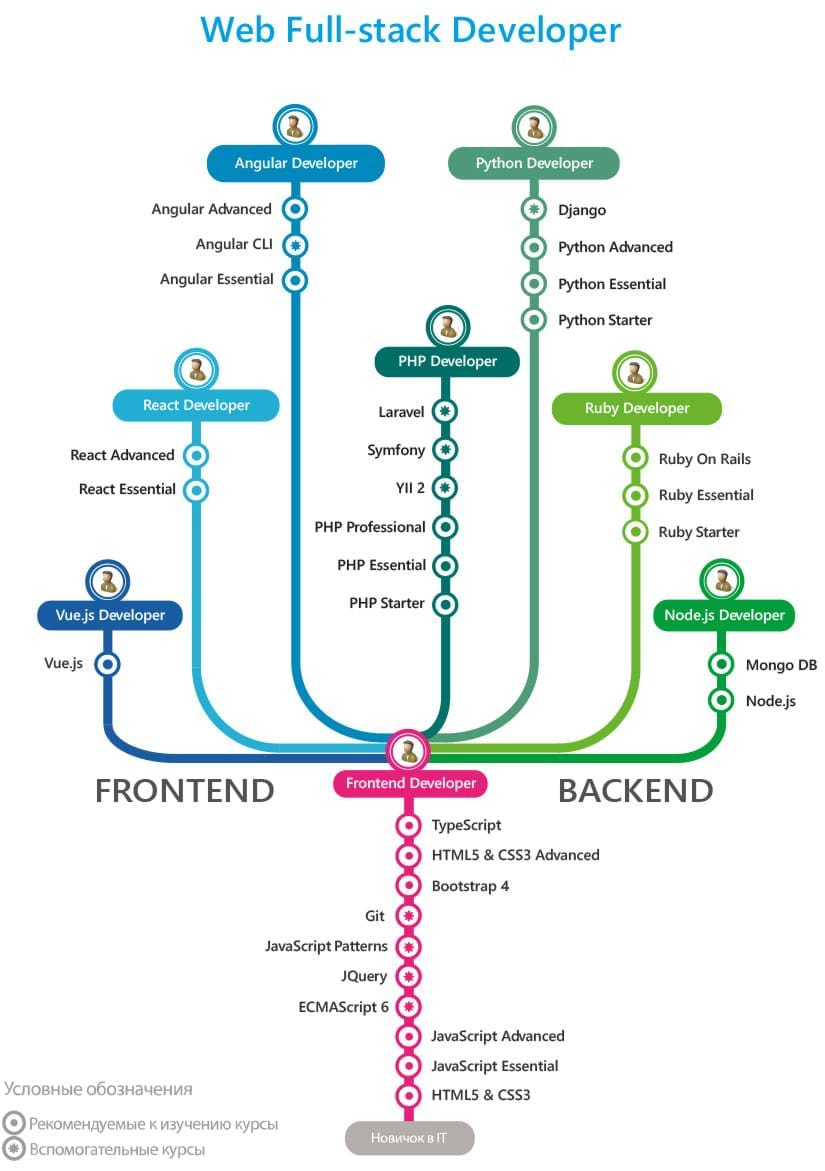 Web Full-stack Developer
Angular Developer
Angular Advanced
Angular CLI
Angular Essential
Python Developer
Django
Python Advanced
Python Essential
Python Starter
PHP Developer
Laravel
Symfony
YII 2
PHP Professional
PHP Essential
PHP Starter
React Developer
React Advanced
React Essential
Ruby Developer
Ruby On Rails
Ruby Essential
Ruby Starter
Vue.js Developer
Vue.js
Node.js Developer
Mongo DB
Node.js
FRONTEND
BACKEND
Frontend Developer
TypeScript
HTML5 & CSS3 Advanced
Bootstrap 4
Git
JavaScript Patterns
JQuery
ECMAScript 6
JavaScript Advanced
JavaScript Essential
HTML5 & CSS3
Новичок в IT
Условные обозначения
Рекомендуемые к изучению курсы
Вспомогательные курсы